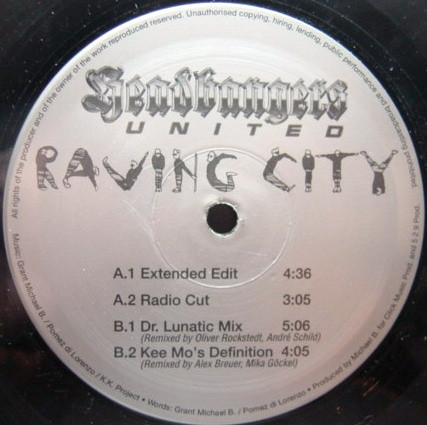 All rights of the producer and of the owner of the work reproduced reserved. Unauthorised copying, hiring, lending, public performance and broadcasting prohibited.
Headbangers
UNITED
RAVING CITY
A.1 Extended Edit 4:36
A.2 Radio Cut 3:05
B.1 Dr. Lunatic Mix 5:06
(Remixed by Oliver Rockstedt, André Schild)
B.2 Kee Mo's Definition 4:05
(Remixed by Alex Breuer, Mika Göckel)
Music: Grant Michael B. / Pomez di Lorenzo / K.K. Project • Words: Grant Michael B. / Pomez di Lorenzo • Produced by Michael B. for Click Music Prod. and 5 2 9 Prod.